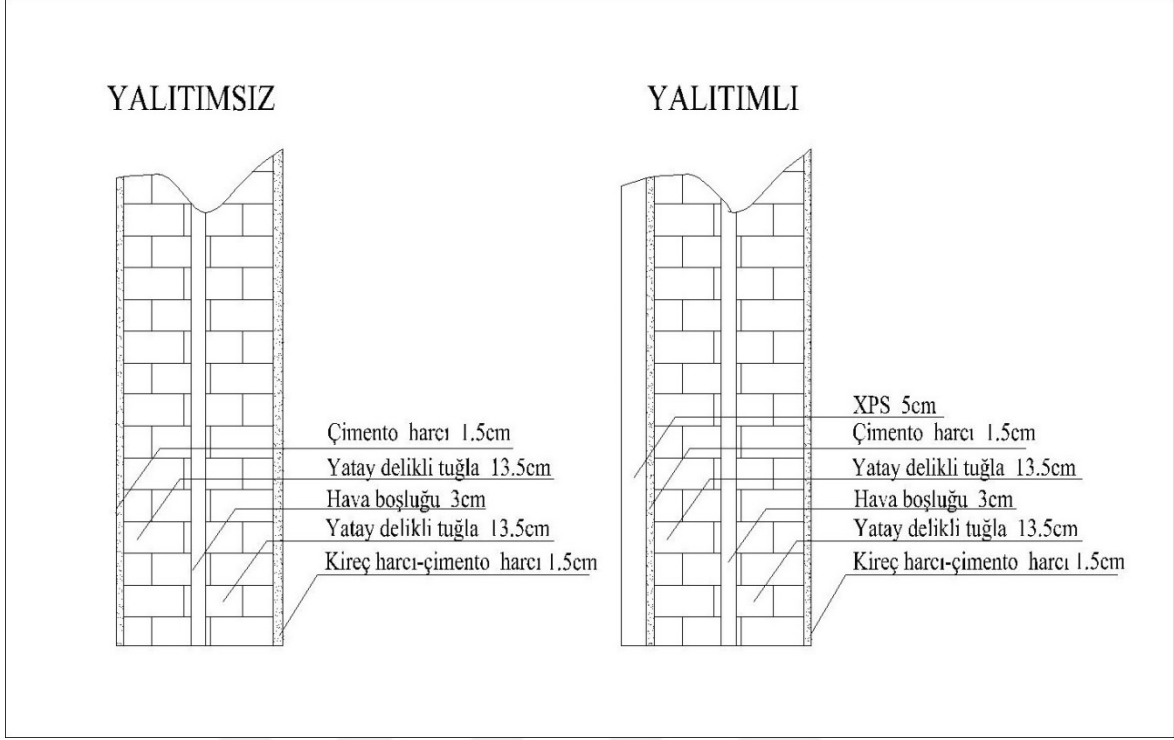 YALITIMSIZ
Çimento harcı 1.5cm
Yatay delikli tuğla 13.5cm
Hava boşluğu 3cm
Yatay delikli tuğla 13.5cm
Kireç harcı-çimento harcı 1.5cm
YALITIMLI
XPS 5cm
Çimento harcı 1.5cm
Yatay delikli tuğla 13.5cm
Hava boşluğu 3cm
Yatay delikli tuğla 13.5cm
Kireç harcı-çimento harcı 1.5cm